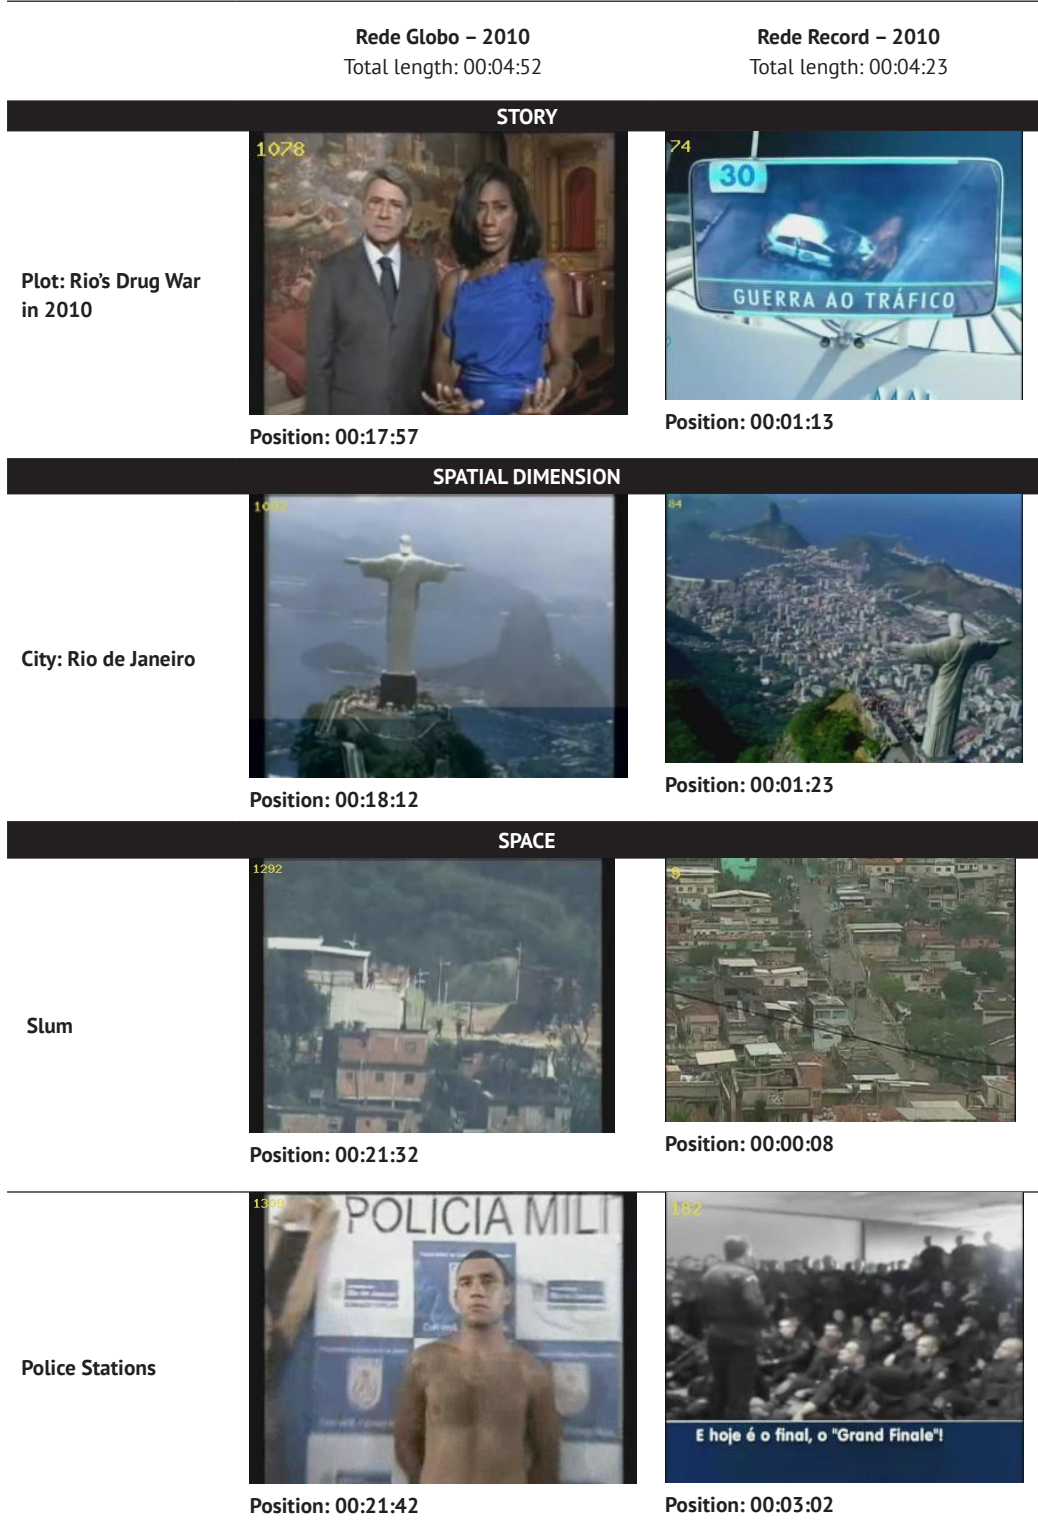 Rede Globo – 2010
Total length: 00:04:52
Rede Record – 2010
Total length: 00:04:23
STORY
Plot: Rio's Drug War
in 2010
1078
74
30
GUERRA AO TRÁFICO
Position: 00:17:57
Position: 00:01:13
SPATIAL DIMENSION
City: Rio de Janeiro
84
Position: 00:18:12
Position: 00:01:23
SPACE
Slum
1292
9
Position: 00:21:32
Position: 00:00:08
Police Stations
POLICIA MILI
182
E hoje é o final, o "Grand Finale"!
Position: 00:21:42
Position: 00:03:02